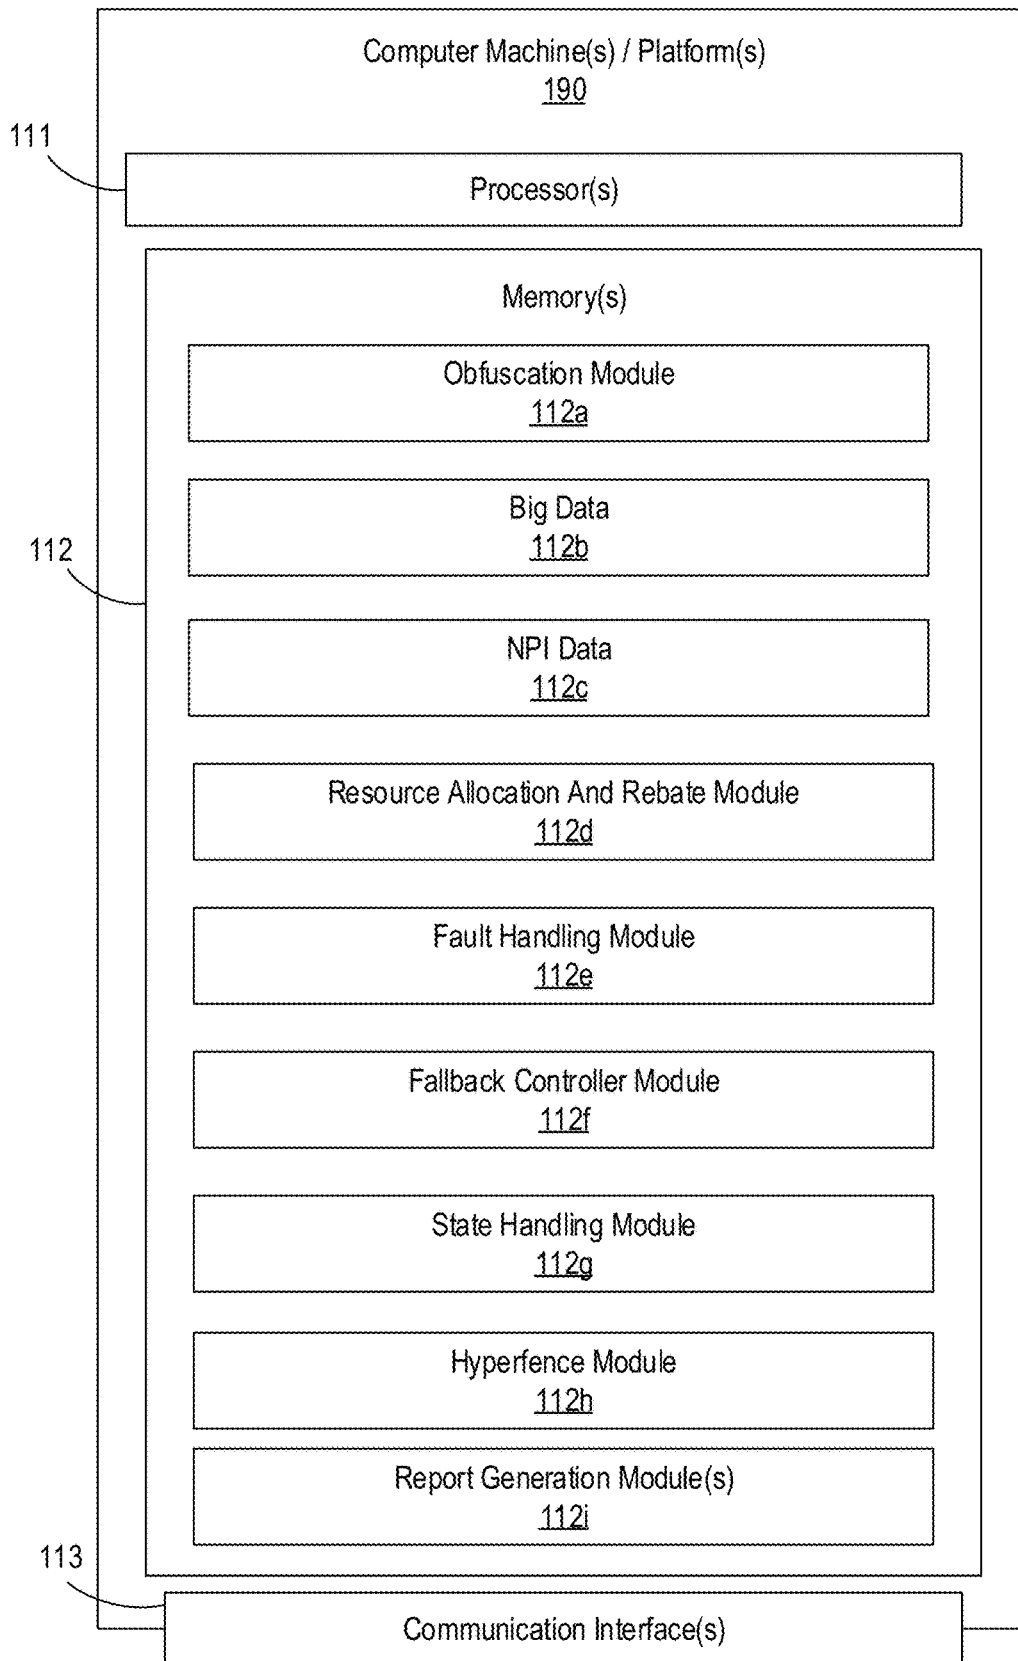 Computer Machine(s) / Platform(s)
190
111
Processor(s)
Memory(s)
Obfuscation Module
112a
Big Data
112b
112
NPI Data
112c
Resource Allocation And Rebate Module
112d
Fault Handling Module
112e
Fallback Controller Module
112f
State Handling Module
112g
Hyperfence Module
112h
Report Generation Module(s)
112i
113
Communication Interface(s)